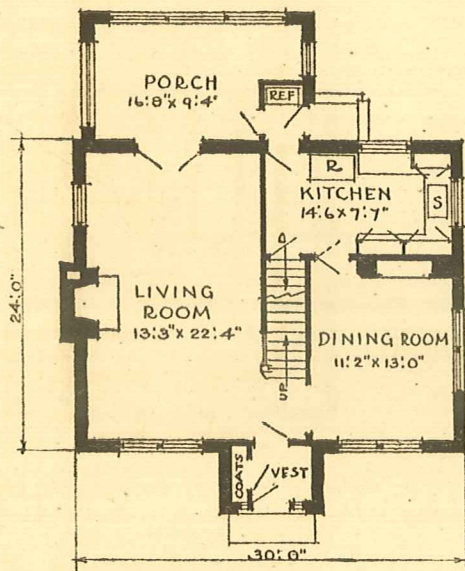 PORCH
16'·8" x 9'·4"
REF
R
KITCHEN
14'·6 x 7'·7"
S
D
24'·0"
LIVING
ROOM
13'·3" x 22'·4"
DINING ROOM
11'·2" x 13'·0"
UP
COATS
VEST
30'·0"